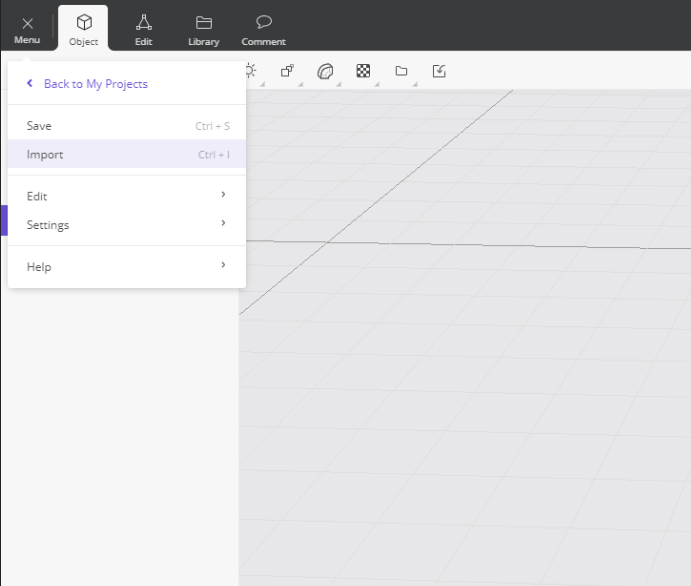 Menu
Object
Edit
Library
Comment
Back to My Projects
Save Ctrl + S
Import Ctrl + I
Edit
Settings
Help